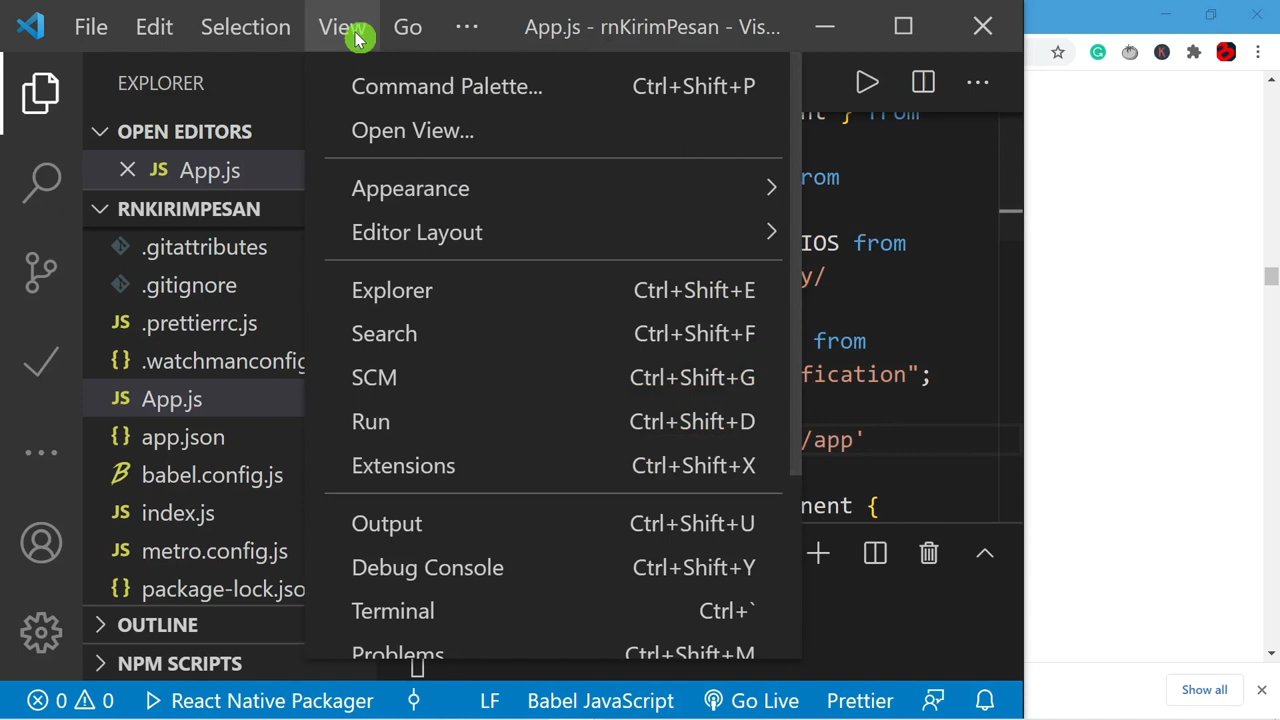 File Edit Selection View Go ··· App.js - rnKirimPesan - Vis...
EXPLORER
OPEN EDITORS
JS App.js
RNKIRIMPESAN
.gitattributes
.gitignore
JS .prettierrc.js
{} .watchmanconfig
JS App.js
{} app.json
babel.config.js
JS index.js
JS metro.config.js
{} package-lock.jso
OUTLINE
NPM SCRIPTS
Command Palette... Ctrl+Shift+P
Open View...
Appearance
Editor Layout
Explorer Ctrl+Shift+E
Search Ctrl+Shift+F
SCM Ctrl+Shift+G
Run Ctrl+Shift+D
Extensions Ctrl+Shift+X
Output Ctrl+Shift+U
Debug Console Ctrl+Shift+Y
Terminal Ctrl+`
Problems Ctrl+Shift+M
nt } from
rom
IOS from
y/
from
fication";
/app'
nent {
0 0 React Native Packager LF Babel JavaScript Go Live Prettier
Show all